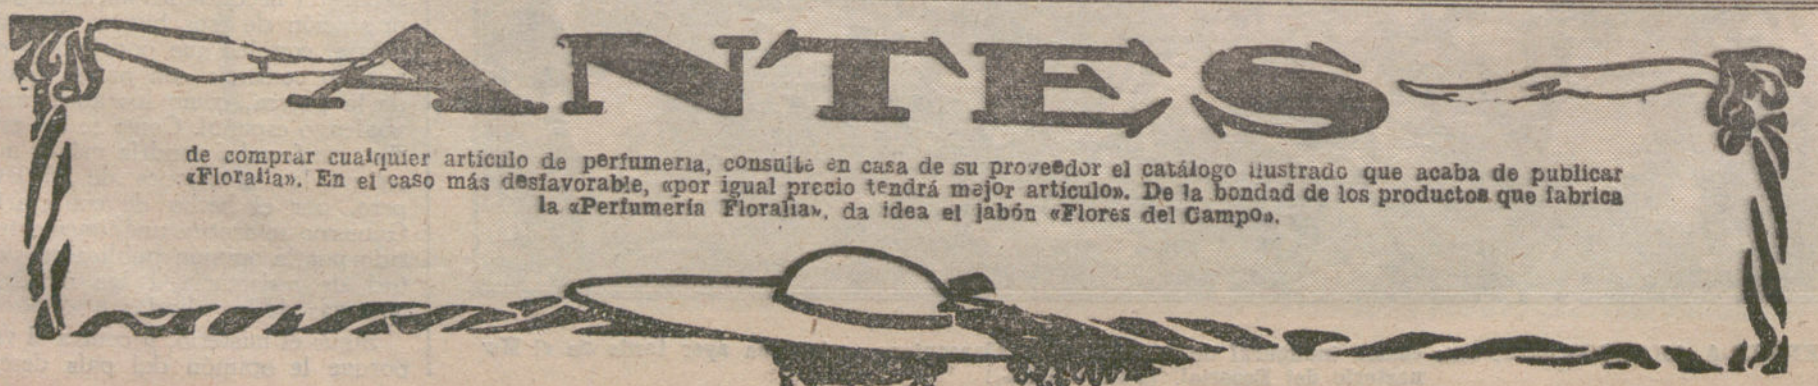 ANTES
de comprar cualquier artículo de perfumería, consulte en casa de su proveedor el catálogo ilustrado que acaba de publicar
«Floralia». En el caso más desfavorable, «por igual precio tendrá mejor artículo». De la bondad de los productos que fabrica
la «Perfumería Floralia», da idea el jabón «Flores del Campo».